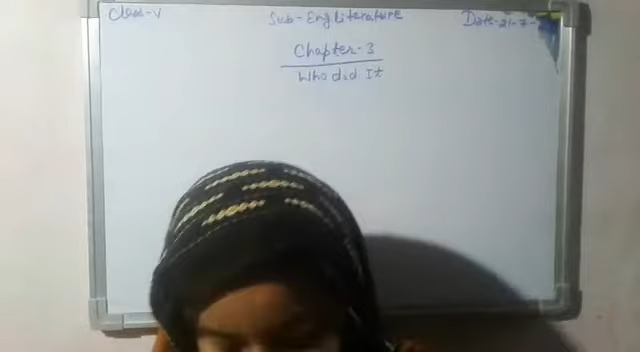 Class-V Sub-Eng literature Date-21-7-
Chapter-3
Who did It